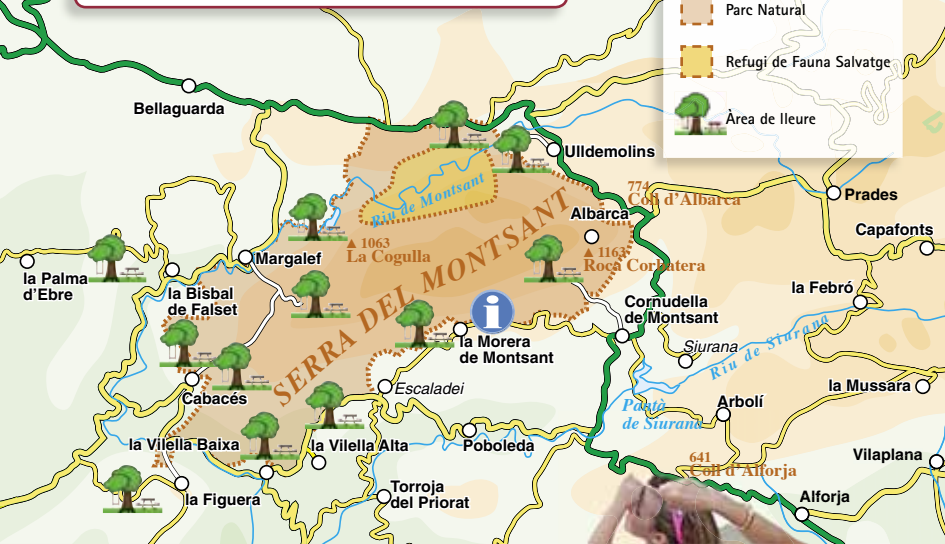 Parc Natural
Refugi de Fauna Salvatge
Àrea de lleure
Bellaguarda
Ulldemolins
774
Coll d'Albarca
Prades
Riu de Montsant
Albarca
Capafonts
1063
La Cogulla
1163
Roca Corbatera
SERRA DEL MONTSANT
Margalef
la Palma
d'Ebre
la Bisbal
de Falset
la Febró
Cornudella
de Montsant
i
la Morera
de Montsant
Siurana
Riu de Siurana
Escaladei
la Mussara
Cabacés
Pantà
de Siurana
Arbolí
la Vilella Baixa
la Vilella Alta
Poboleda
641
Coll d'Alforja
Vilaplana
la Figuera
Torroja
del Priorat
Alforja